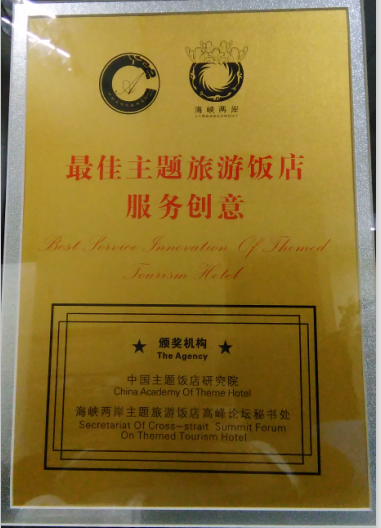 海峡两岸
最佳主题旅游饭店
服务创意
Best Service Innovation Of Themed
Tourism Hotel
★ 颁奖机构 ★
The Agency
中国主题饭店研究院
China Academy Of Theme Hotel
海峡两岸主题旅游饭店高峰论坛秘书处
Secretariat Of Cross-strait Summit Forum
On Themed Tourism Hotel